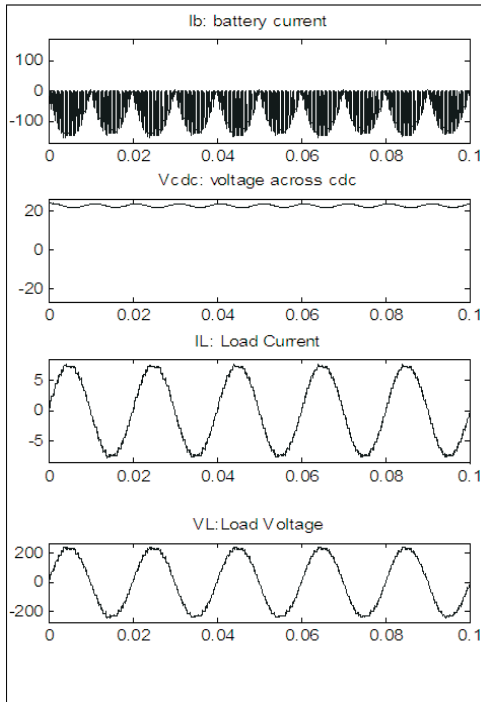 Ib: battery current
100
0
-100
0 0.02 0.04 0.06 0.08 0.1
Vcdc: voltage across cdc
20
0
-20
0 0.02 0.04 0.06 0.08 0.1
IL: Load Current
5
0
-5
0 0.02 0.04 0.06 0.08 0.1
VL:Load Voltage
200
0
-200
0 0.02 0.04 0.06 0.08 0.1